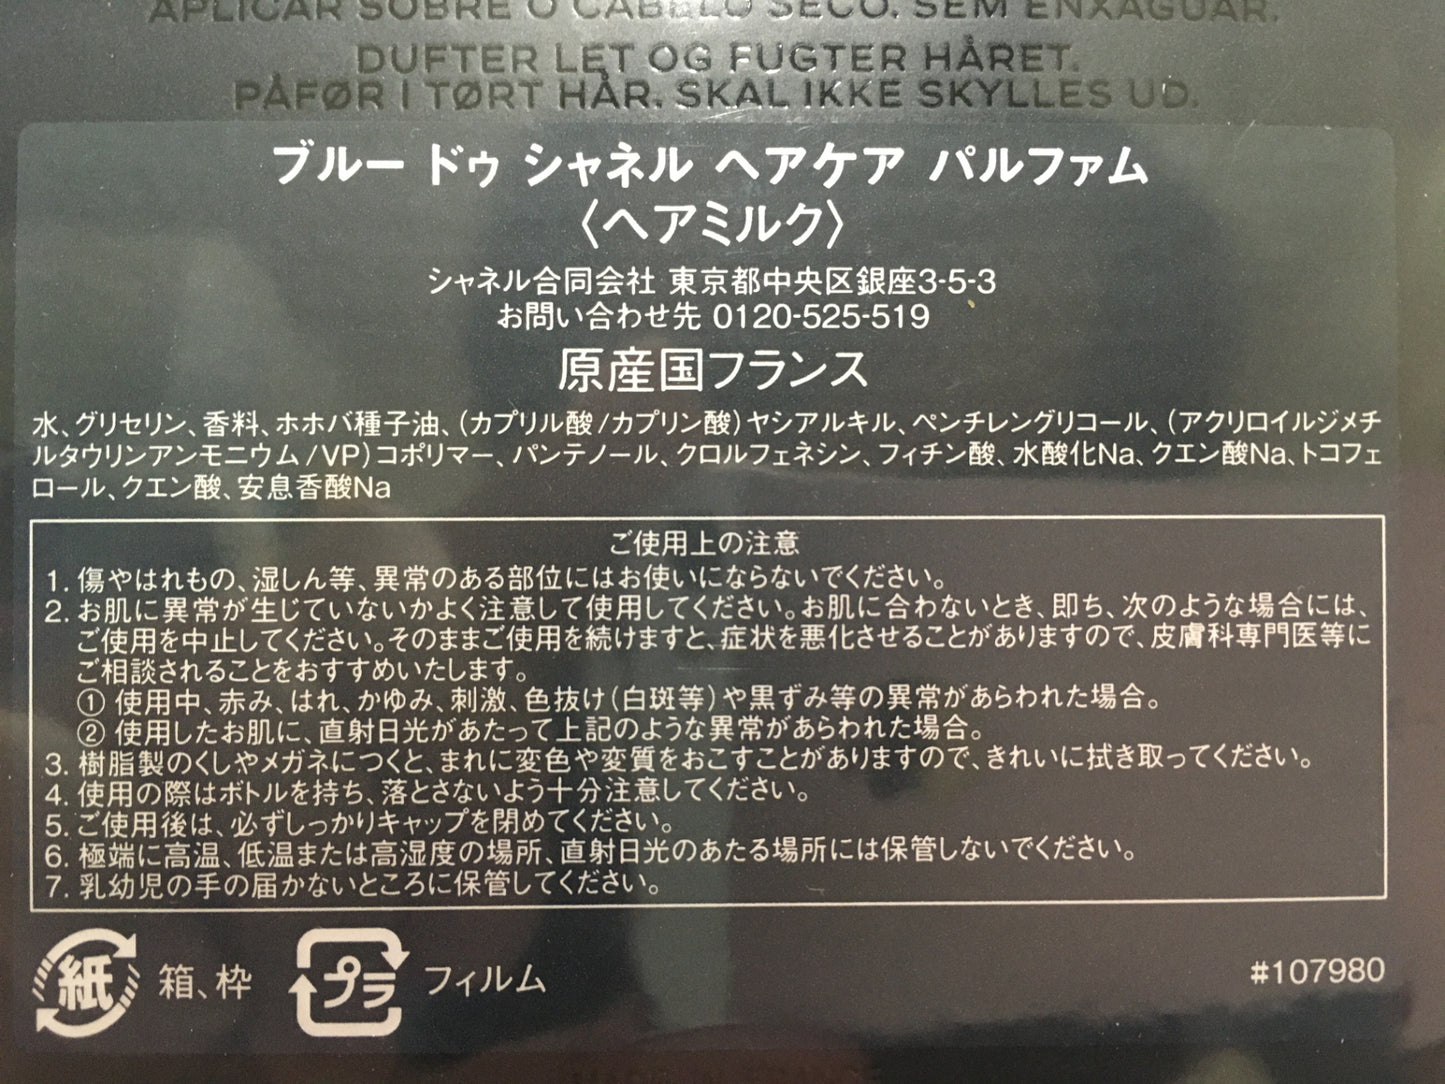 APLICAR SOBRE O CABELO SECO. SEM ENXAGUAR.
DUFTER LET OG FUGTER HÅRET.
PÅFØR I TØRT HÅR. SKAL IKKE SKYLLES UD.
ブルー ドゥ シャネル ヘアケア パルファム
〈ヘアミルク〉
シャネル合同会社 東京都中央区銀座3-5-3
お問い合わせ先 0120-525-519
原産国フランス
水、グリセリン、香料、ホホバ種子油、(カプリル酸/カプリン酸)ヤシアルキル、ペンチレングリコール、(アクリロイルジメチ
ルタウリンアンモニウム/VP)コポリマー、パンテノール、クロルフェネシン、フィチン酸、水酸化Na、クエン酸Na、トコフェ
ロール、クエン酸、安息香酸Na
ご使用上の注意
1. 傷やはれもの、湿しん等、異常のある部位にはお使いにならないでください。
2. お肌に異常が生じていないかよく注意して使用してください。お肌に合わないとき、即ち、次のような場合には、
ご使用を中止してください。そのままご使用を続けますと、症状を悪化させることがありますので、皮膚科専門医等に
ご相談されることをおすすめいたします。
① 使用中、赤み、はれ、かゆみ、刺激、色抜け(白斑等)や黒ずみ等の異常があらわれた場合。
② 使用したお肌に、直射日光があたって上記のような異常があらわれた場合。
3. 樹脂製のくしやメガネにつくと、まれに変色や変質をおこすことがありますので、きれいに拭き取ってください。
4. 使用の際はボトルを持ち、落とさないよう十分注意してください。
5. ご使用後は、必ずしっかりキャップを閉めてください。
6. 極端に高温、低温または高湿度の場所、直射日光のあたる場所には保管しないでください。
7. 乳幼児の手の届かないところに保管してください。
紙 箱、枠 プラ フィルム
#107980